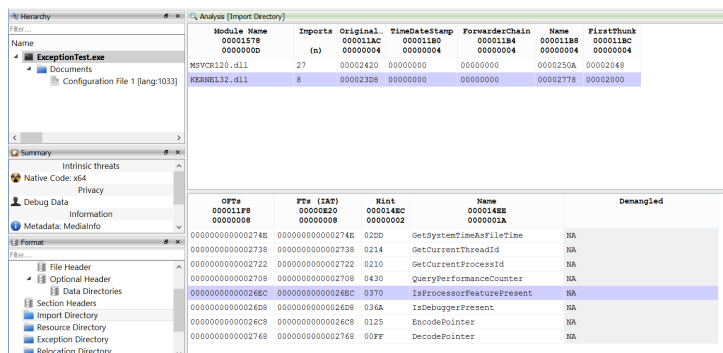 Hierarchy
Filter...
Name
ExceptionTest.exe
Documents
Configuration File 1 [lang:1033]
Summary
Intrinsic threats
Native Code: x64
Privacy
Debug Data
Information
Metadata: MediaInfo
Format
Filter...
File Header
Optional Header
Data Directories
Section Headers
Import Directory
Resource Directory
Exception Directory
Relocation Directory
Analysis [Import Directory]
Module Name Imports Original... TimeDateStamp ForwarderChain Name FirstThunk
00001578 000011AC 000011B0 000011B4 000011B8 000011BC
0000000D (n) 00000004 00000004 00000004 00000004 00000004
MSVCR120.dll 27 00002420 00000000 00000000 0000250A 00002048
KERNEL32.dll 8 000023D8 00000000 00000000 00002778 00002000
OFTs FTs (IAT) Hint Name Demangled
000011F8 00000E20 000014EC 000014EE
00000008 00000008 00000002 0000001A
000000000000274E 000000000000274E 02DD GetSystemTimeAsFileTime NA
0000000000002738 0000000000002738 0214 GetCurrentThreadId NA
0000000000002722 0000000000002722 0210 GetCurrentProcessId NA
0000000000002708 0000000000002708 0430 QueryPerformanceCounter NA
00000000000026EC 00000000000026EC 0370 IsProcessorFeaturePresent NA
00000000000026D8 00000000000026D8 036A IsDebuggerPresent NA
00000000000026C8 00000000000026C8 0125 EncodePointer NA
0000000000002768 0000000000002768 00FF DecodePointer NA